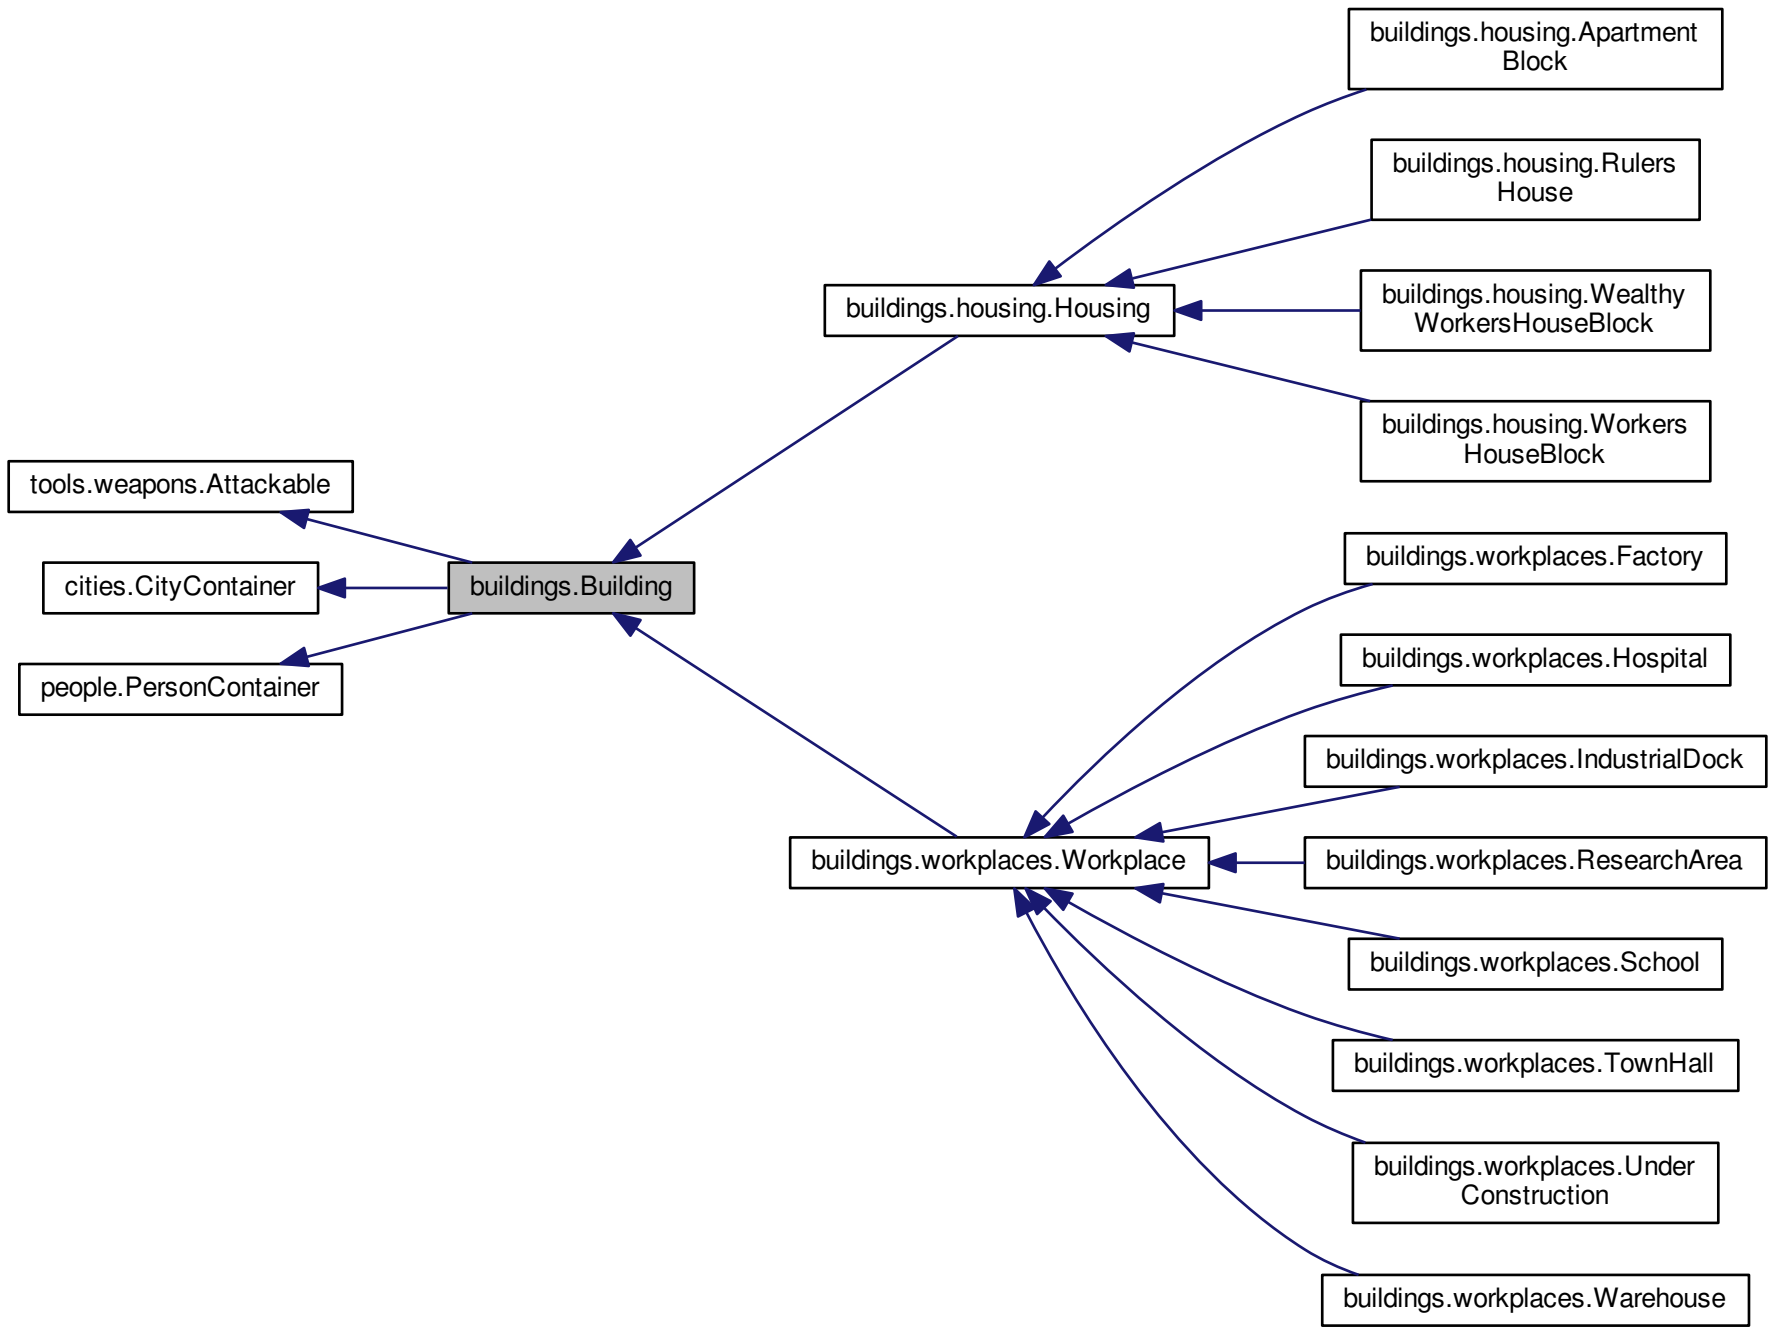 buildings.housing.Apartment
Block
buildings.housing.Rulers
House
buildings.housing.Housing
buildings.housing.Wealthy
WorkersHouseBlock
buildings.housing.Workers
HouseBlock
tools.weapons.Attackable
cities.CityContainer
buildings.Building
people.PersonContainer
buildings.workplaces.Factory
buildings.workplaces.Hospital
buildings.workplaces.IndustrialDock
buildings.workplaces.Workplace
buildings.workplaces.ResearchArea
buildings.workplaces.School
buildings.workplaces.TownHall
buildings.workplaces.Under
Construction
buildings.workplaces.Warehouse